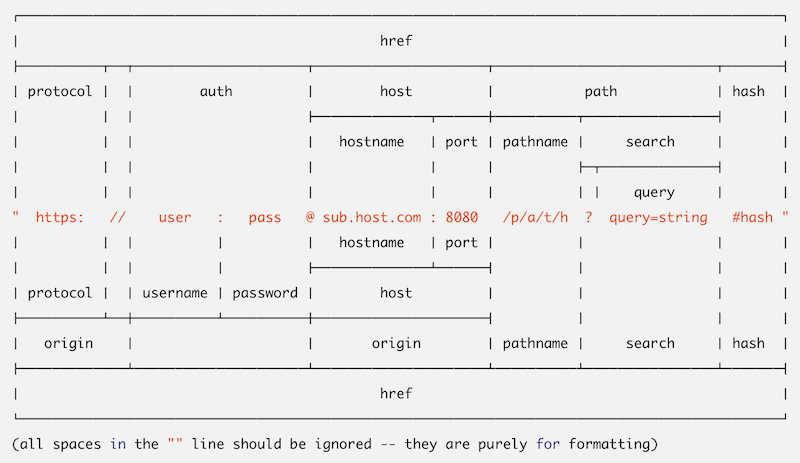 href
protocol auth host path hash
hostname port pathname search
query
" https: // user : pass @ sub.host.com : 8080 /p/a/t/h ? query=string #hash "
hostname port
protocol username password host
origin origin pathname search hash
href
(all spaces in the "" line should be ignored -- they are purely for formatting)